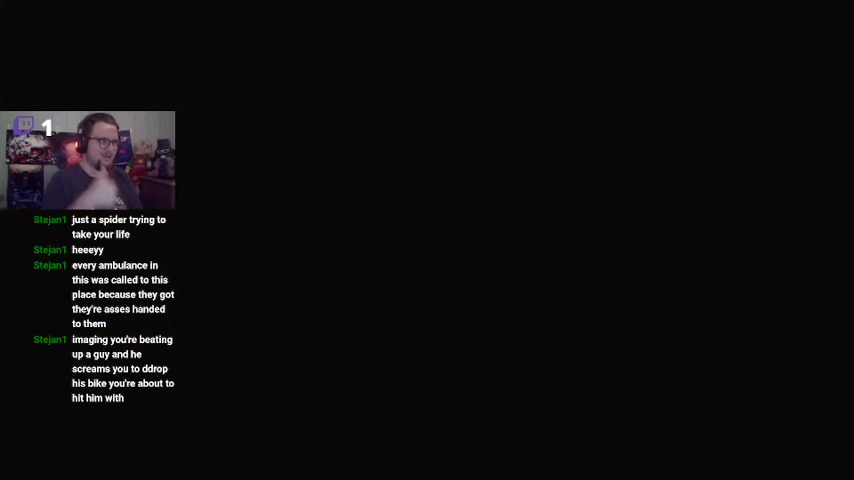 1
Stejan1 just a spider trying to
take your life
Stejan1 heeeyy
Stejan1 every ambulance in
this was called to this
place because they got
they're asses handed
to them
Stejan1 imaging you're beating
up a guy and he
screams you to ddrop
his bike you're about to
hit him with